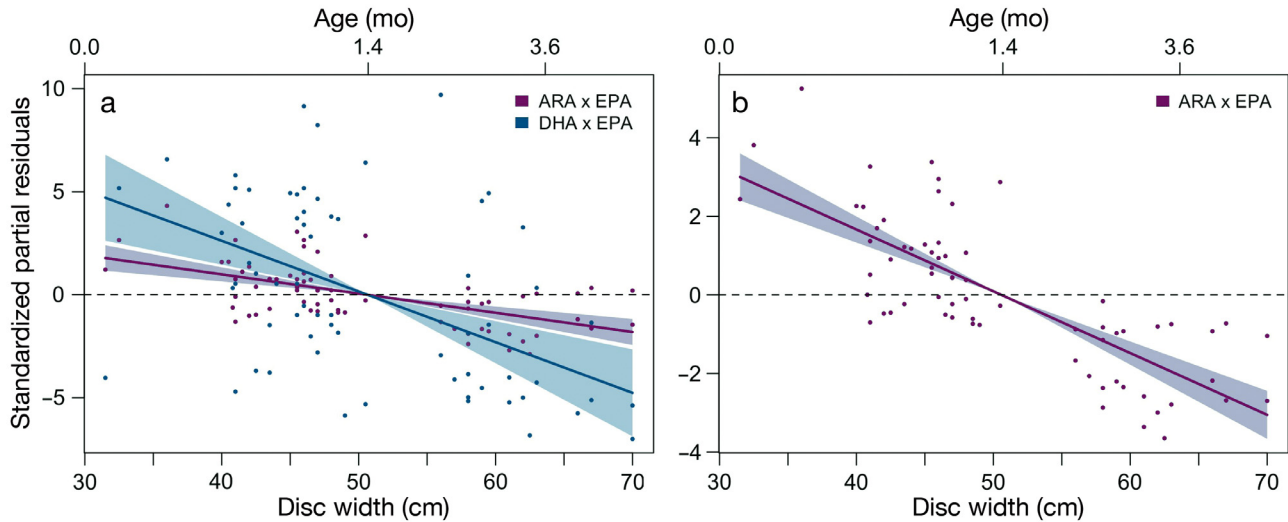 Age (mo)
0.0 1.4 3.6
a
ARA x EPA
DHA x EPA
10
5
0
−5
Standardized partial residuals
30 40 50 60 70
Disc width (cm)
Age (mo)
0.0 1.4 3.6
b
ARA x EPA
4
2
0
−2
−4
30 40 50 60 70
Disc width (cm)